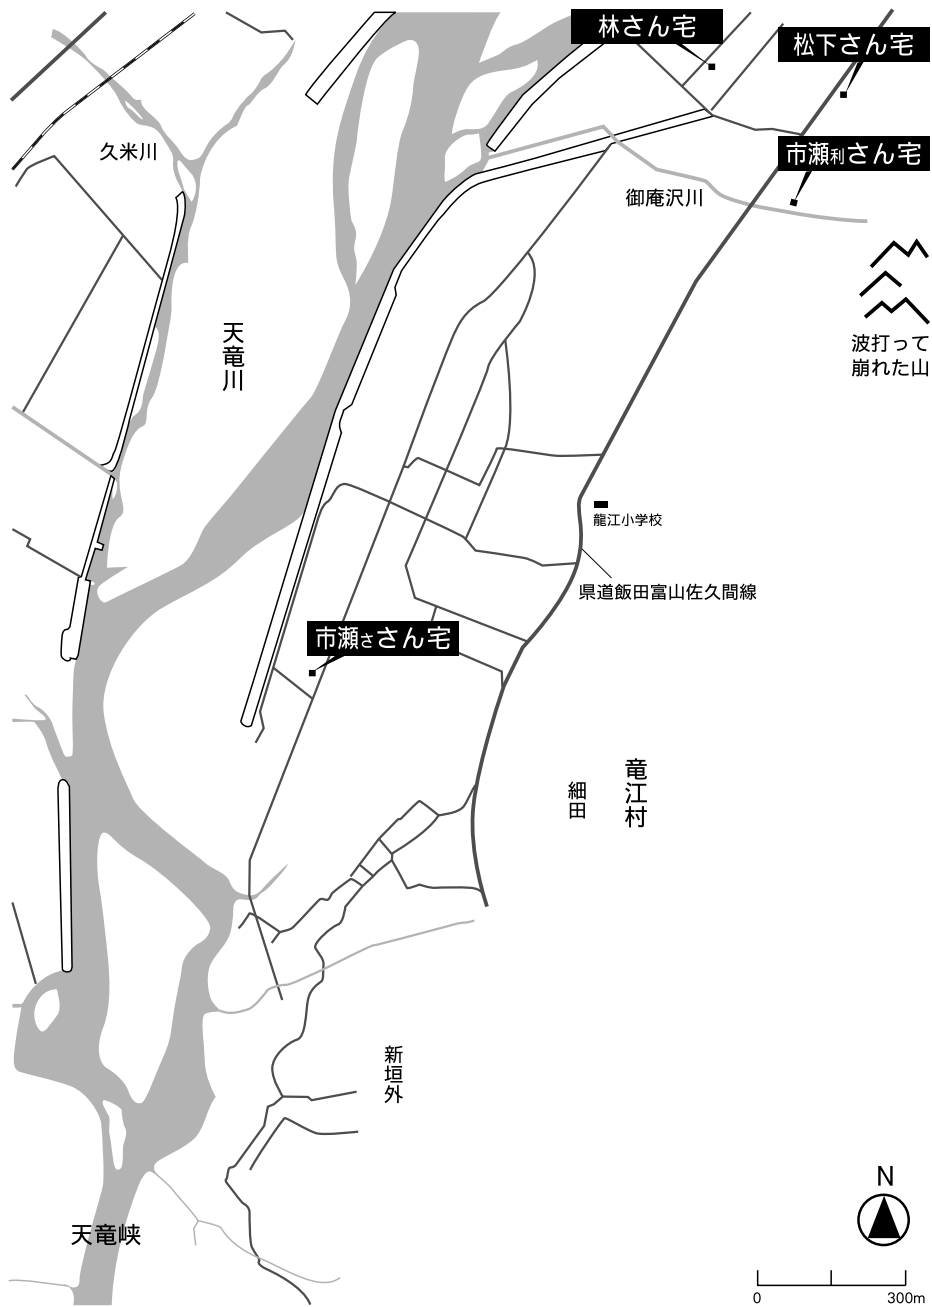 林さん宅
松下さん宅
久米川
市瀬利さん宅
御庵沢川
天竜川
波打って
崩れた山
龍江小学校
県道飯田富山佐久間線
市瀬ささん宅
竜江村
細田
新垣外
N
天竜峡
0 300m